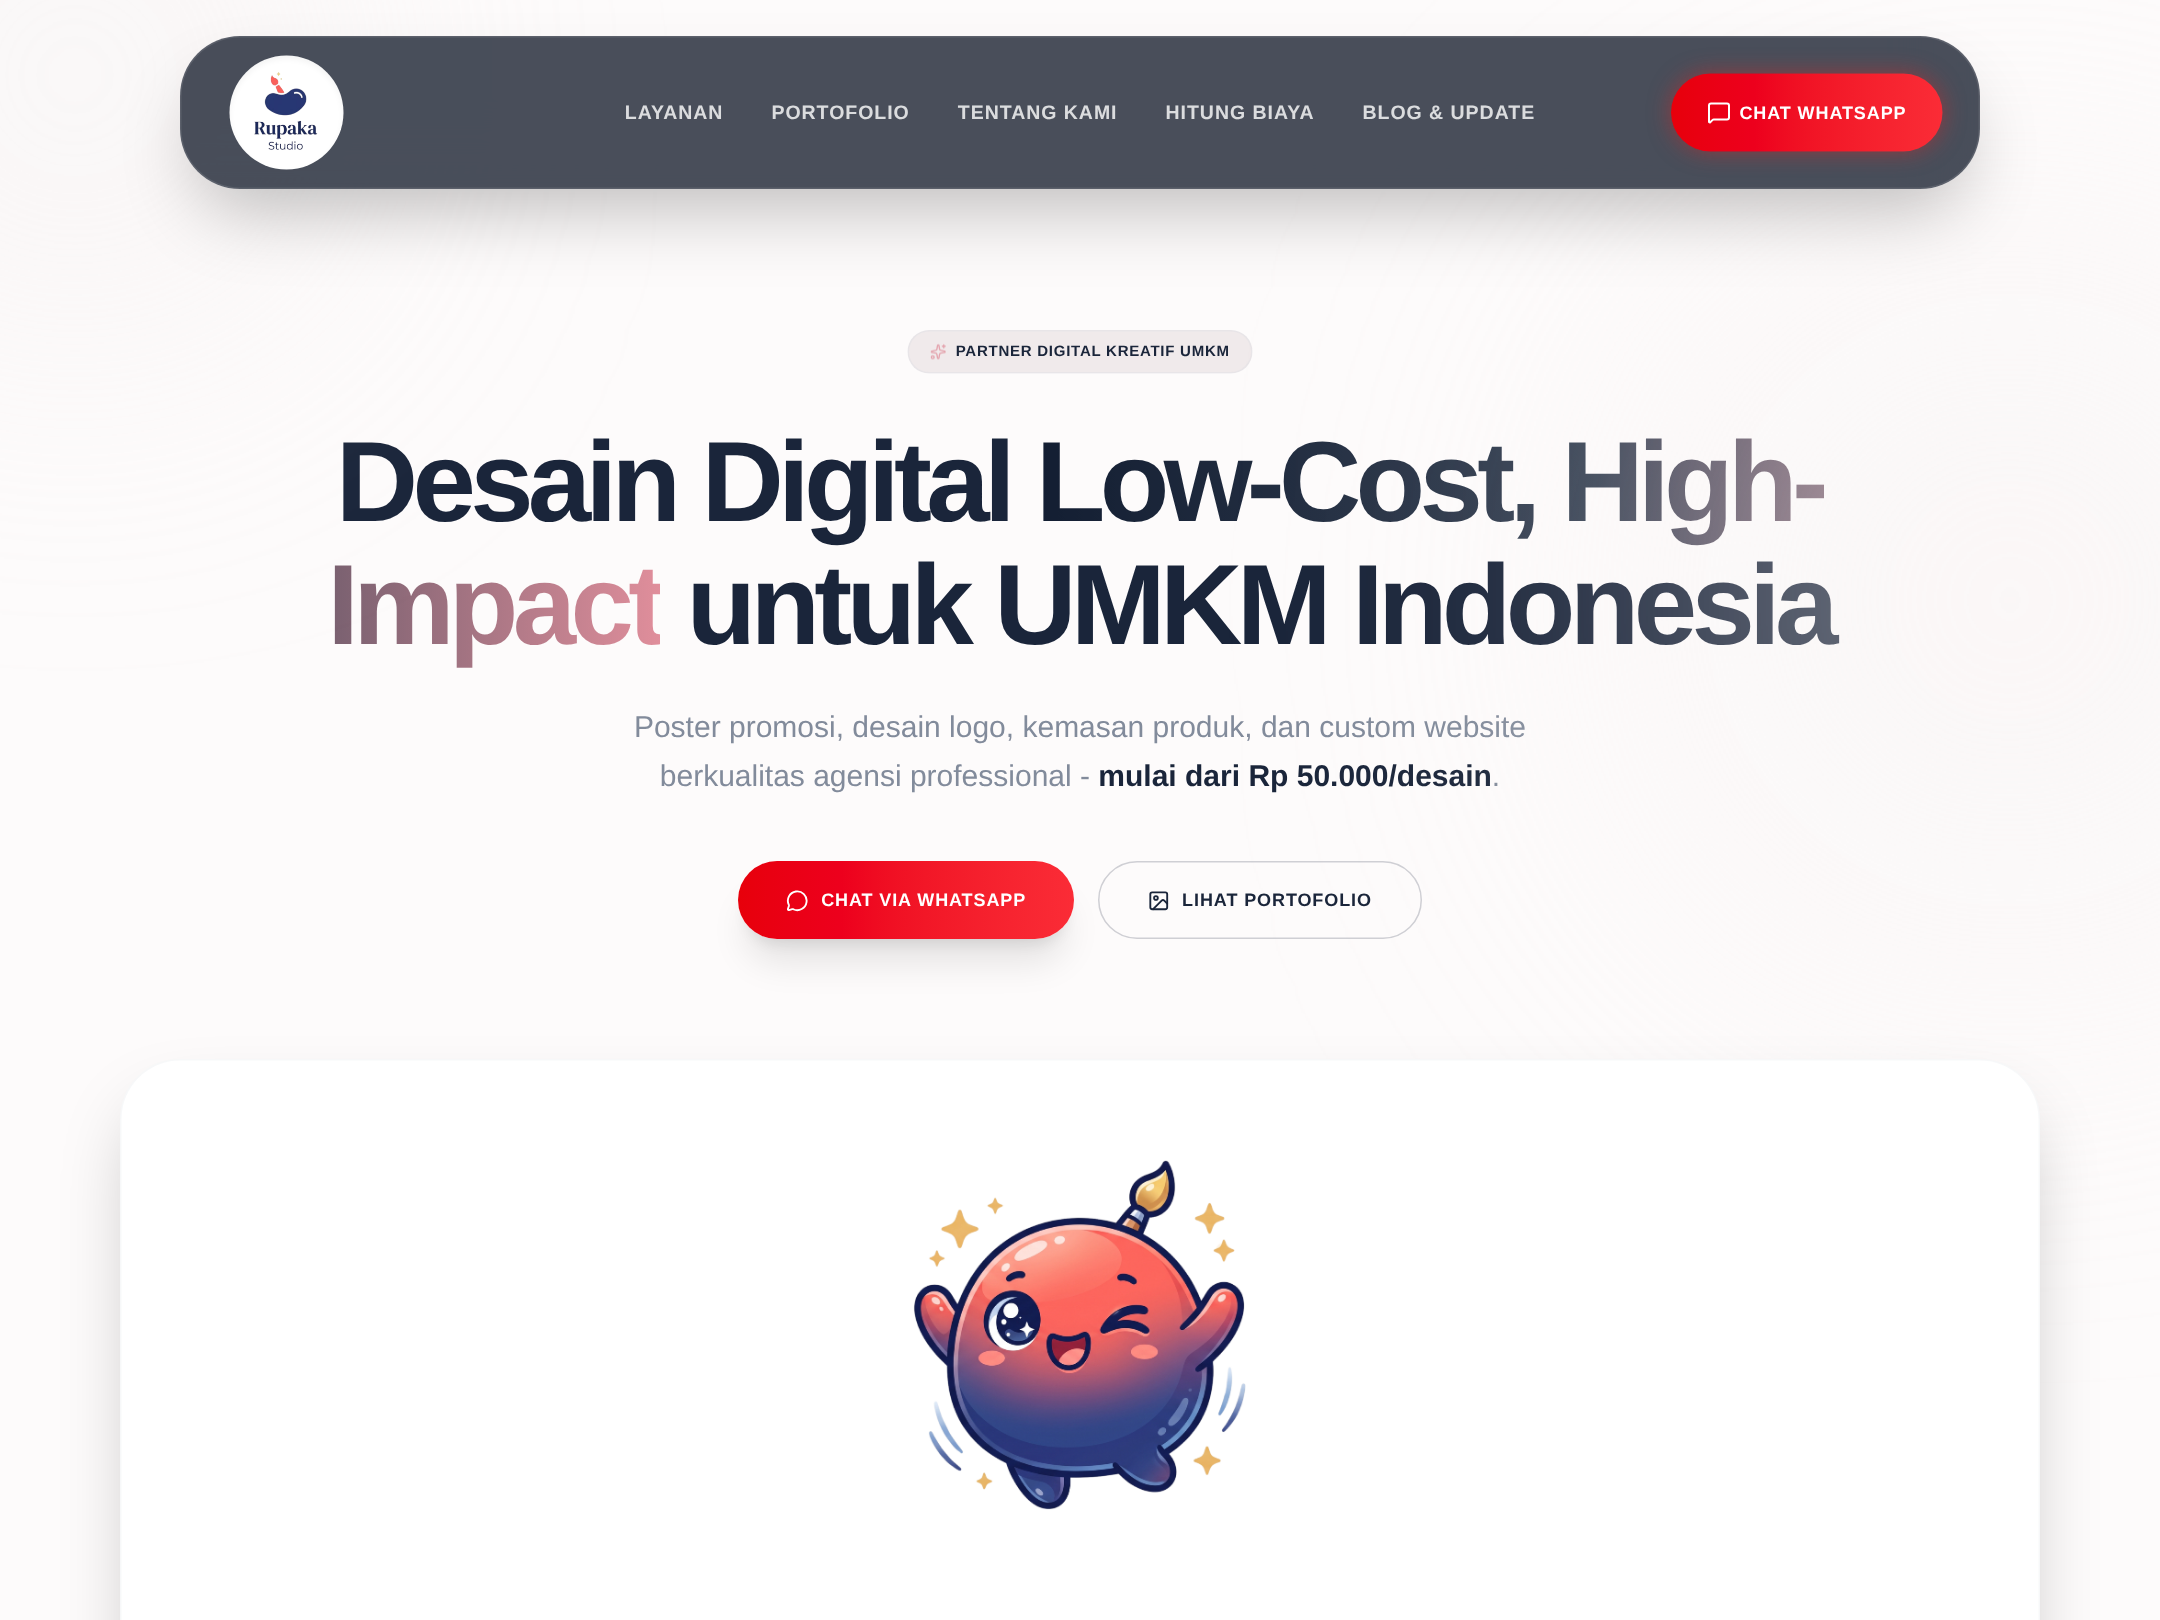 Rupaka
Studio
LAYANAN
PORTOFOLIO
TENTANG KAMI
HITUNG BIAYA
BLOG & UPDATE
CHAT WHATSAPP
PARTNER DIGITAL KREATIF UMKM
Desain Digital Low-Cost, High-
Impact untuk UMKM Indonesia
Poster promosi, desain logo, kemasan produk, dan custom website
berkualitas agensi professional - mulai dari Rp 50.000/desain.
CHAT VIA WHATSAPP
LIHAT PORTOFOLIO